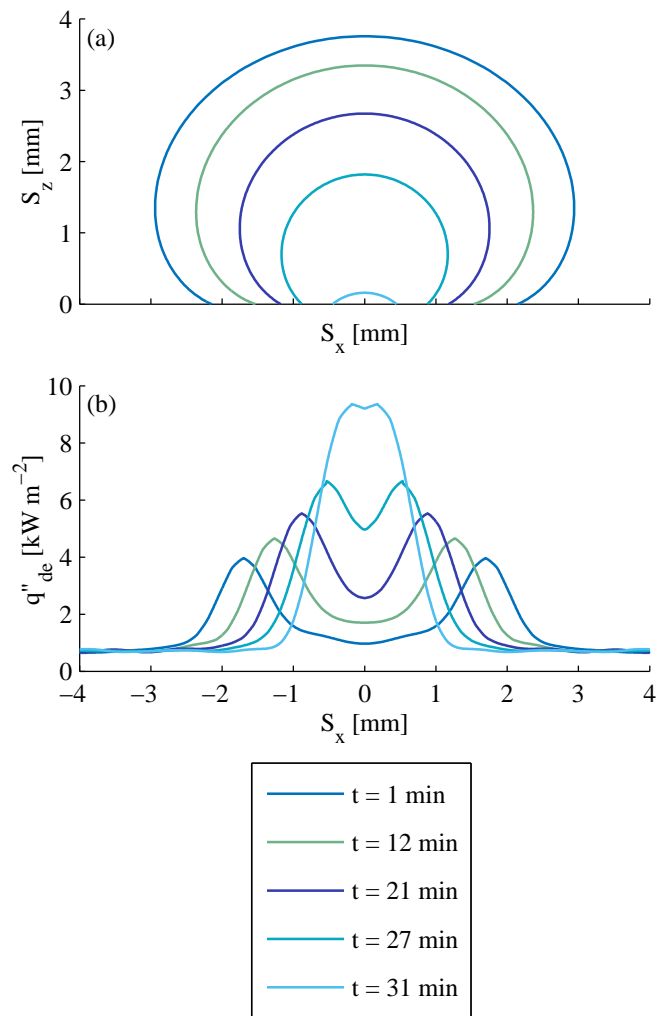 (a)
4
3
2
1
0
S_z [mm]
S_x [mm]
(b)
10
8
6
4
2
0
q''_de [kW m−2]
−4 −3 −2 −1 0 1 2 3 4
S_x [mm]
t = 1 min
t = 12 min
t = 21 min
t = 27 min
t = 31 min